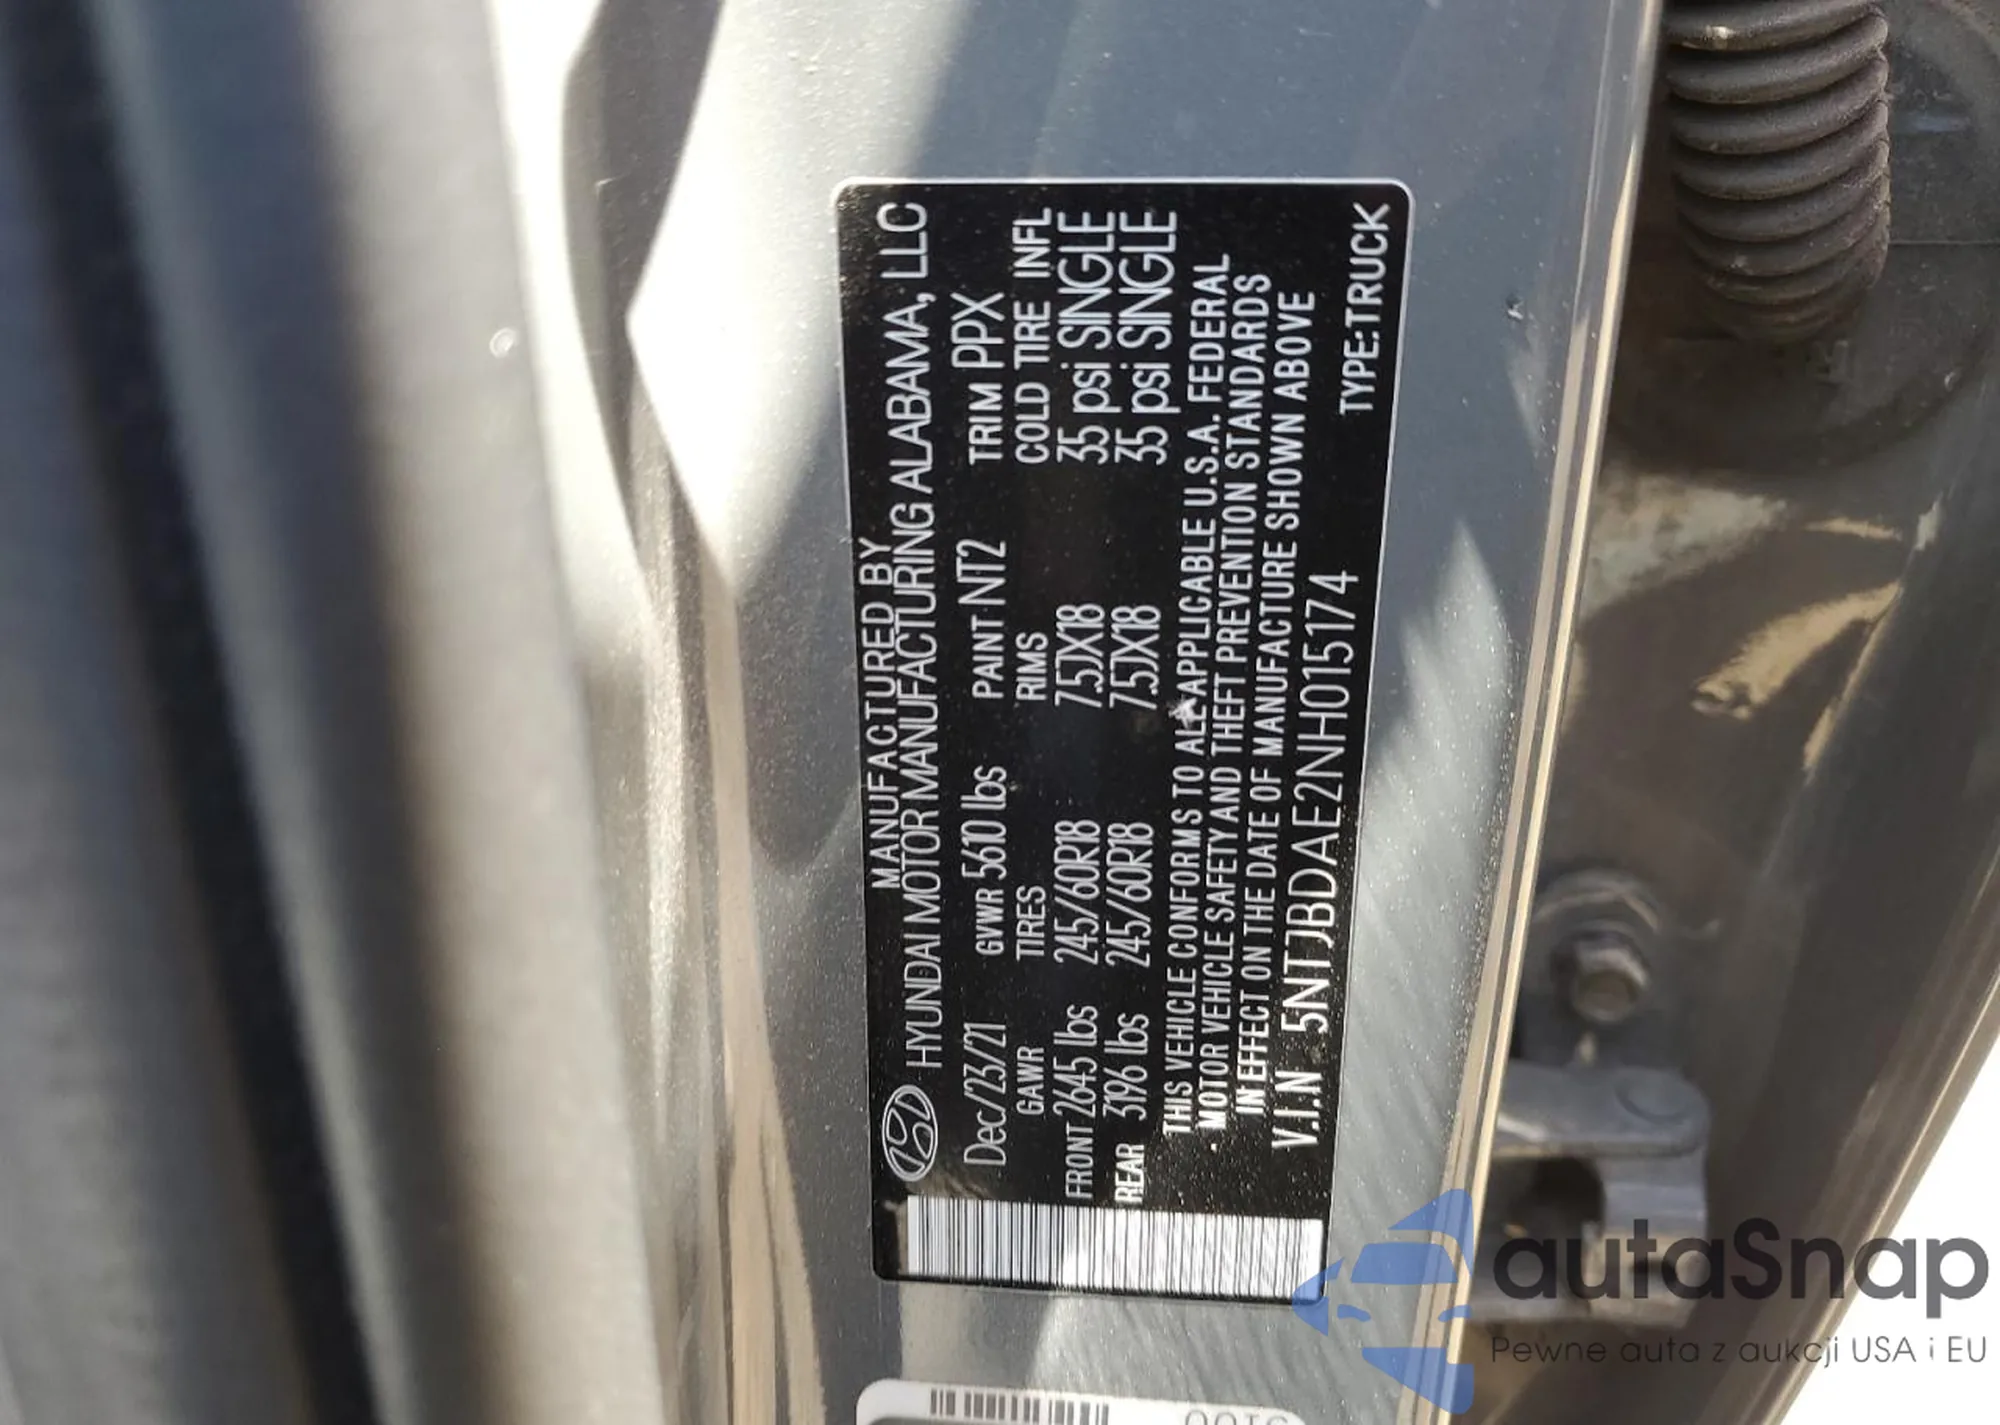 MANUFACTURED BY
HYUNDAI MOTOR MANUFACTURING ALABAMA, LLC
Dec/23/21 GVWR 5610 lbs PAINT NT2 TRIM PPX
GAWR TIRES RIMS COLD TIRE INFL
FRONT 2645 lbs 245/60R18 7.5JX18 35 psi SINGLE
REAR 3196 lbs 245/60R18 7.5JX18 35 psi SINGLE
THIS VEHICLE CONFORMS TO ALL APPLICABLE U.S.A. FEDERAL
MOTOR VEHICLE SAFETY AND THEFT PREVENTION STANDARDS
IN EFFECT ON THE DATE OF MANUFACTURE SHOWN ABOVE
V.I.N 5NTJBDAE2NH015174
TYPE:TRUCK
autaSnap
Pewne auta z aukcji USA i EU